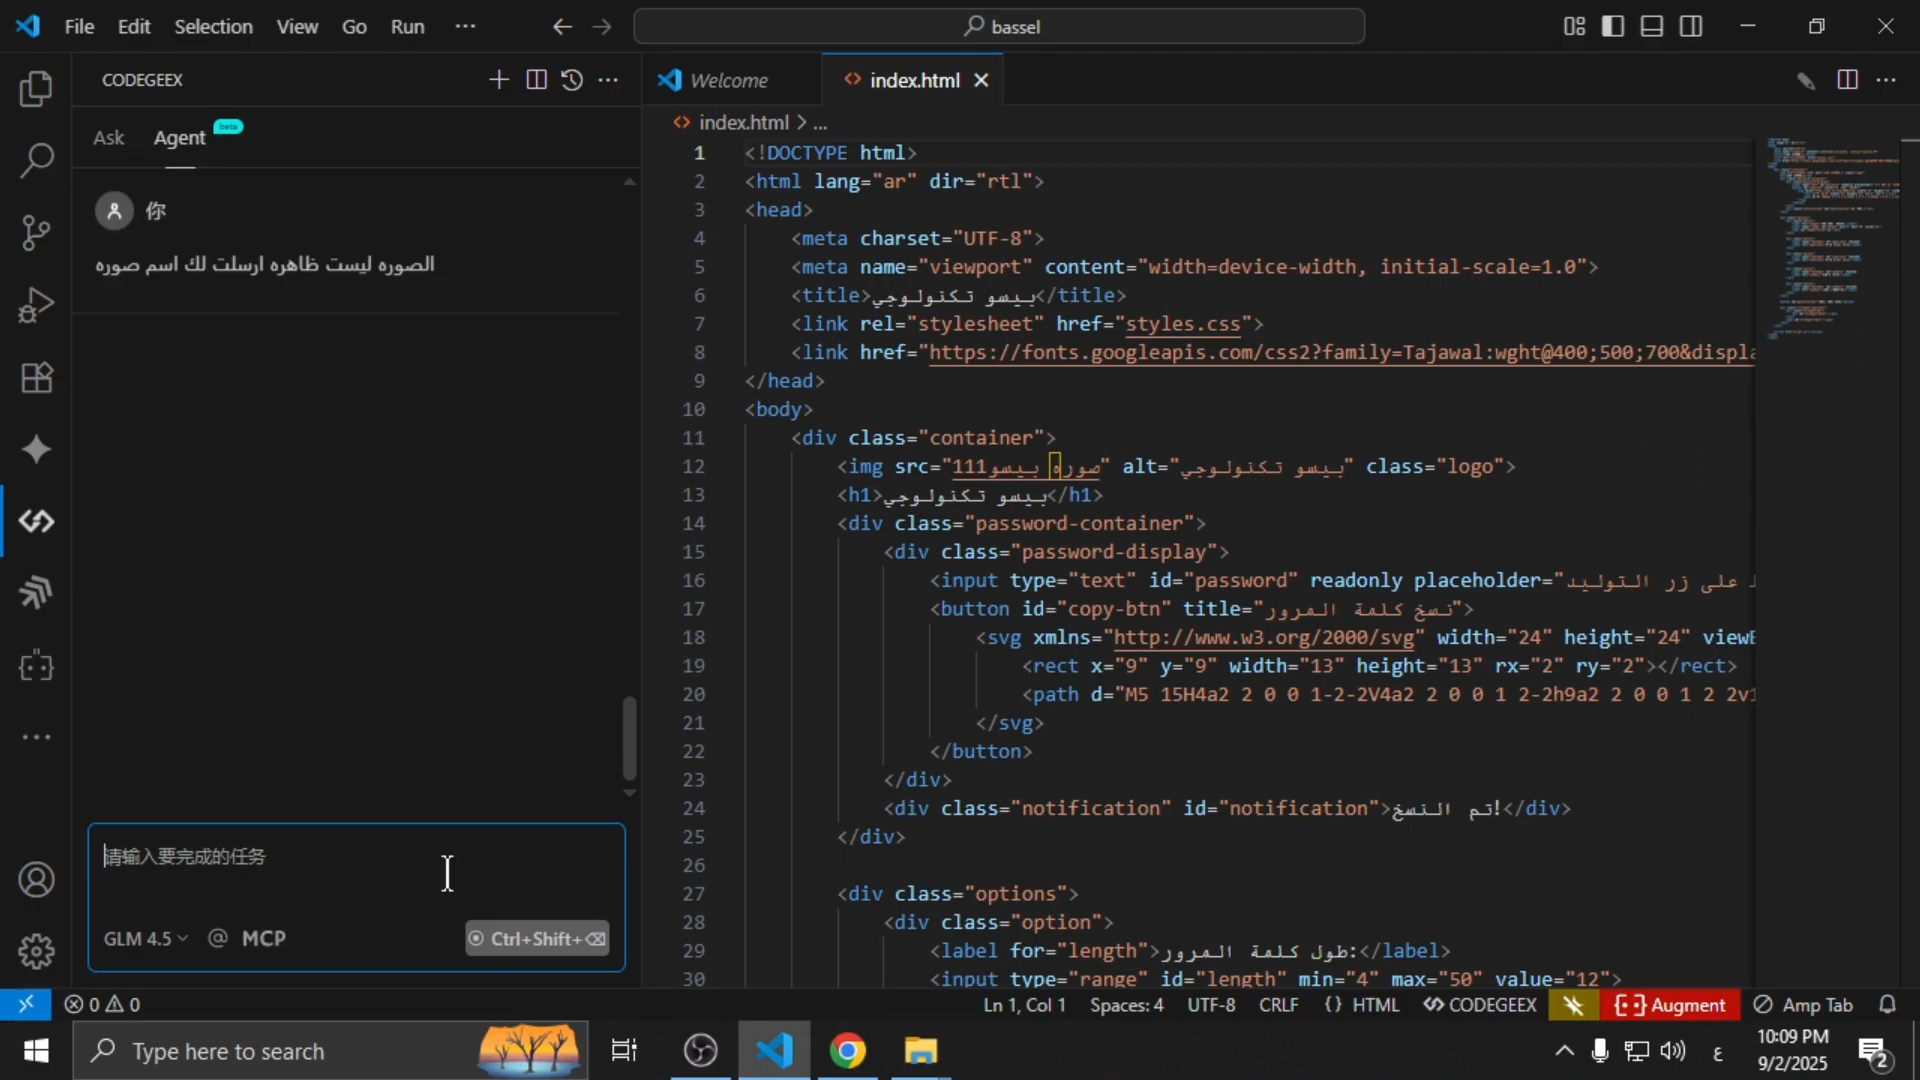 File Edit Selection View Go Run ···
bassel
CODEGEEX
Ask Agent beta
你
الصوره ليست ظاهره ارسلت لك اسم صوره
请输入要完成的任务
GLM 4.5 @ MCP Ctrl+Shift+⌫
Welcome index.html
index.html > ...
1 <!DOCTYPE html>
2 <html lang="ar" dir="rtl">
3 <head>
4 <meta charset="UTF-8">
5 <meta name="viewport" content="width=device-width, initial-scale=1.0">
6 <title>بيسو تكنولوجي</title>
7 <link rel="stylesheet" href="styles.css">
8 <link href="https://fonts.googleapis.com/css2?family=Tajawal:wght@400;500;700&displa
9 </head>
10 <body>
11 <div class="container">
12 <img src="صوره بيسو111" alt="بيسو تكنولوجي" class="logo">
13 <h1>بيسو تكنولوجي</h1>
14 <div class="password-container">
15 <div class="password-display">
16 <input type="text" id="password" readonly placeholder="على زر التوليد
17 <button id="copy-btn" title="نسخ كلمة المرور">
18 <svg xmlns="http://www.w3.org/2000/svg" width="24" height="24" viewB
19 <rect x="9" y="9" width="13" height="13" rx="2" ry="2"></rect>
20 <path d="M5 15H4a2 2 0 0 1-2-2V4a2 2 0 0 1 2-2h9a2 2 0 0 1 2 2v1
21 </svg>
22 </button>
23 </div>
24 <div class="notification" id="notification">تم النسخ!</div>
25 </div>
26
27 <div class="options">
28 <div class="option">
29 <label for="length">طول كلمة المرور:</label>
30 <input type="range" id="length" min="4" max="50" value="12">
0 0 Ln 1, Col 1 Spaces: 4 UTF-8 CRLF {} HTML CODEGEEX Augment Amp Tab
Type here to search
ع
10:09 PM
9/2/2025
2